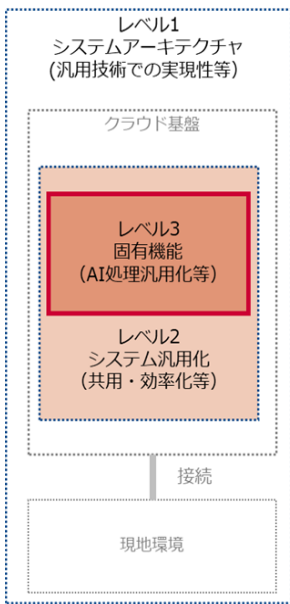 レベル1
システムアーキテクチャ
(汎用技術での実現性等）
クラウド基盤
レベル3
固有機能
（AI処理汎用化等）
レベル2
システム汎用化
（共用・効率化等）
接続
現地環境